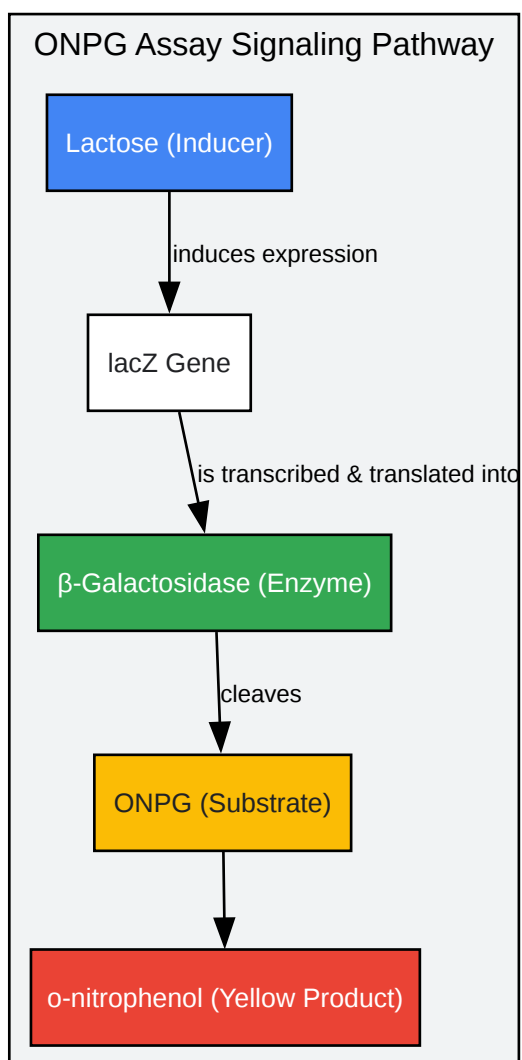 ONPG Assay Signaling Pathway
Lactose (Inducer)
induces expression
lacZ Gene
is transcribed & translated into
β-Galactosidase (Enzyme)
cleaves
ONPG (Substrate)
o-nitrophenol (Yellow Product)